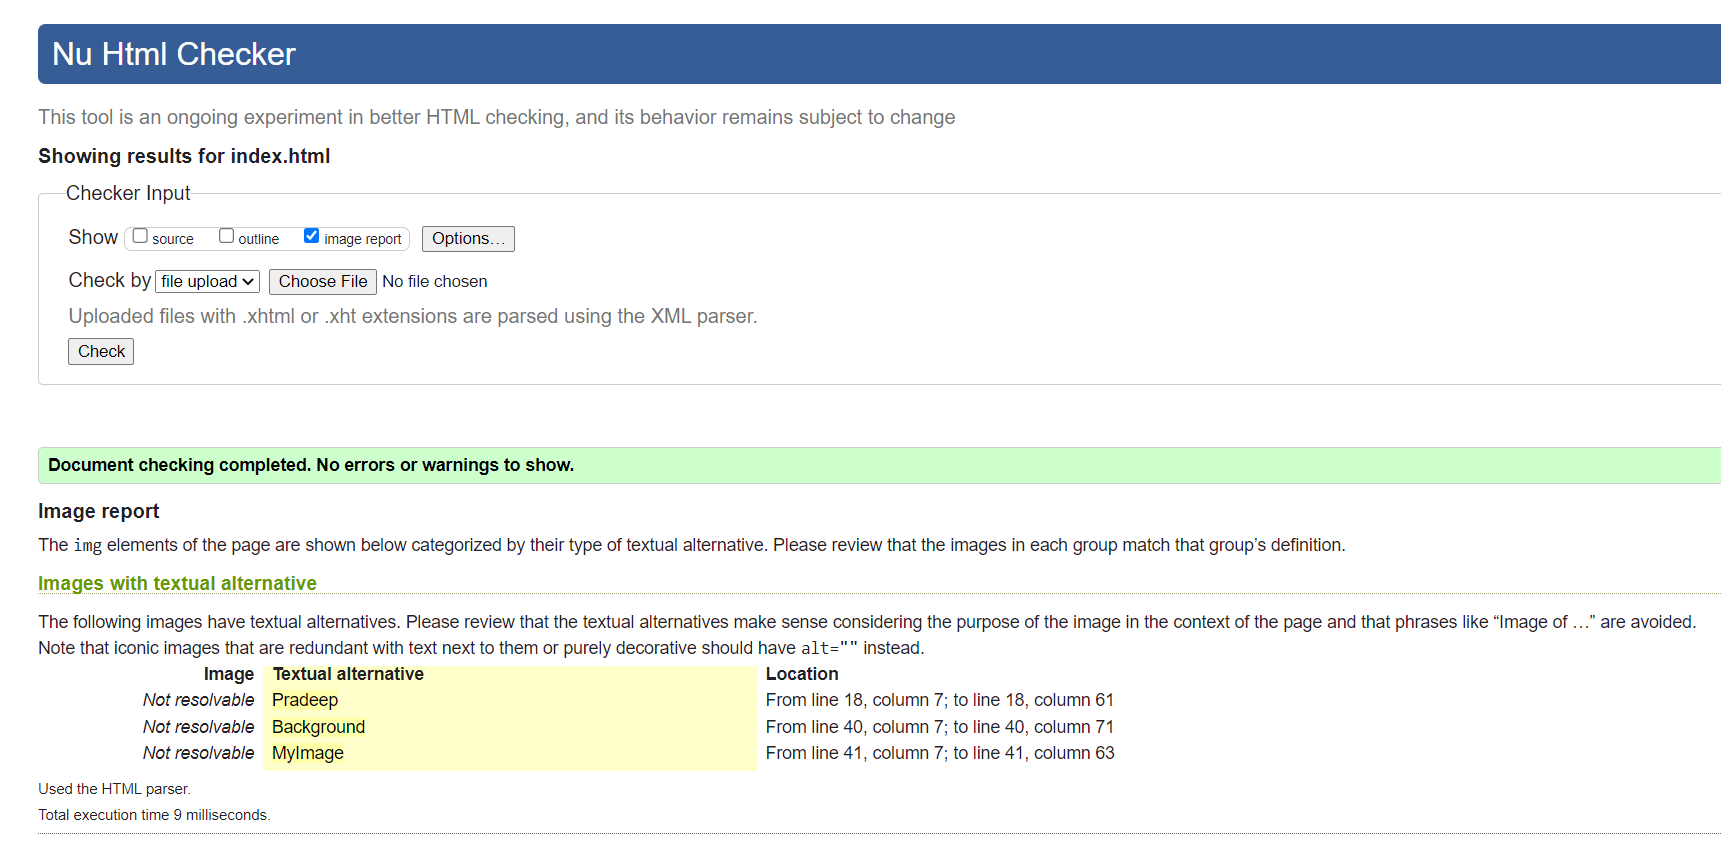 Nu Html Checker
This tool is an ongoing experiment in better HTML checking, and its behavior remains subject to change
Showing results for index.html
Checker Input
Show source outline image report Options…
Check by file upload Choose File No file chosen
Uploaded files with .xhtml or .xht extensions are parsed using the XML parser.
Check
Document checking completed. No errors or warnings to show.
Image report
The img elements of the page are shown below categorized by their type of textual alternative. Please review that the images in each group match that group’s definition.
Images with textual alternative
The following images have textual alternatives. Please review that the textual alternatives make sense considering the purpose of the image in the context of the page and that phrases like “Image of …” are avoided.
Note that iconic images that are redundant with text next to them or purely decorative should have alt="" instead.
Image Textual alternative Location
Not resolvable Pradeep From line 18, column 7; to line 18, column 61
Not resolvable Background From line 40, column 7; to line 40, column 71
Not resolvable MyImage From line 41, column 7; to line 41, column 63
Used the HTML parser.
Total execution time 9 milliseconds.